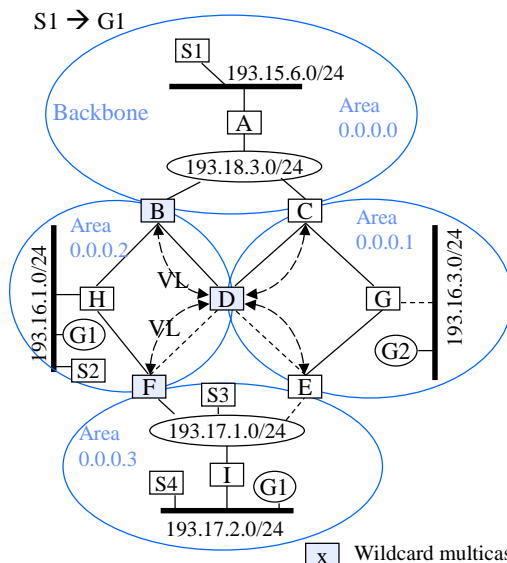 S1 → G1
S1
193.15.6.0/24
Backbone
Area
0.0.0.0
A
193.18.3.0/24
B
C
Area
0.0.0.2
Area
0.0.0.1
193.16.1.0/24
193.16.3.0/24
VL
H
D
G
G1
VL
G2
S2
F
E
S3
Area
0.0.0.3
193.17.1.0/24
I
S4
G1
193.17.2.0/24
x Wildcard multicas